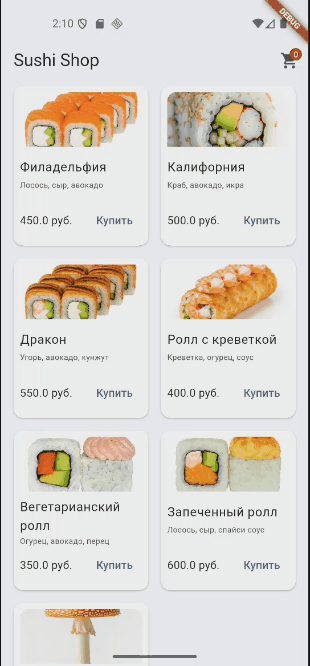 2:10
DEBUG
Sushi Shop
0
Филадельфия
Лосось, сыр, авокадо
450.0 руб. Купить
Калифорния
Краб, авокадо, икра
500.0 руб. Купить
Дракон
Угорь, авокадо, кунжут
550.0 руб. Купить
Ролл с креветкой
Креветка, огурец, соус
400.0 руб. Купить
Вегетарианский
ролл
Огурец, авокадо, перец
350.0 руб. Купить
Запеченный ролл
Лосось, сыр, спайси соус
600.0 руб. Купить